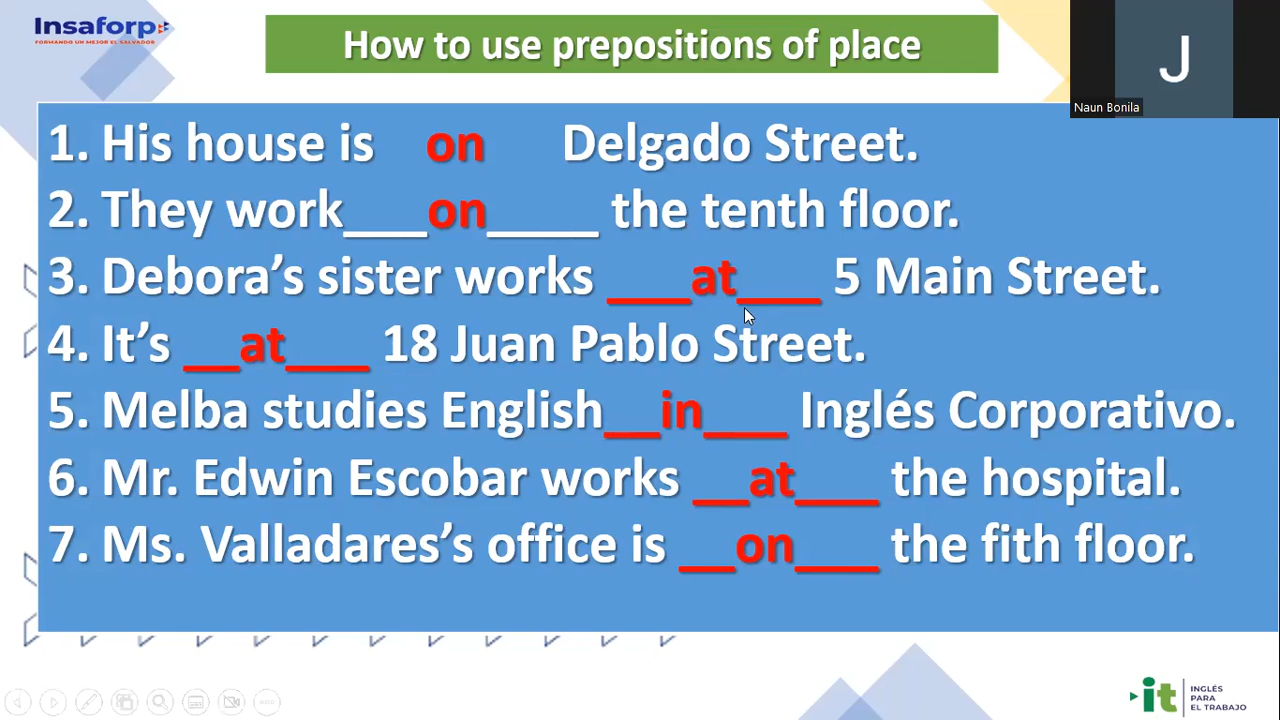 Insaforp
FORMANDO UN MEJOR EL SALVADOR
How to use prepositions of place
J
Naun Bonila
1. His house is on Delgado Street.
2. They work___on____ the tenth floor.
3. Debora's sister works ___at___ 5 Main Street.
4. It's __at___ 18 Juan Pablo Street.
5. Melba studies English__in___ Inglés Corporativo.
6. Mr. Edwin Escobar works __at___ the hospital.
7. Ms. Valladares's office is __on___ the fith floor.
it
INGLÉS
PARA
EL TRABAJO